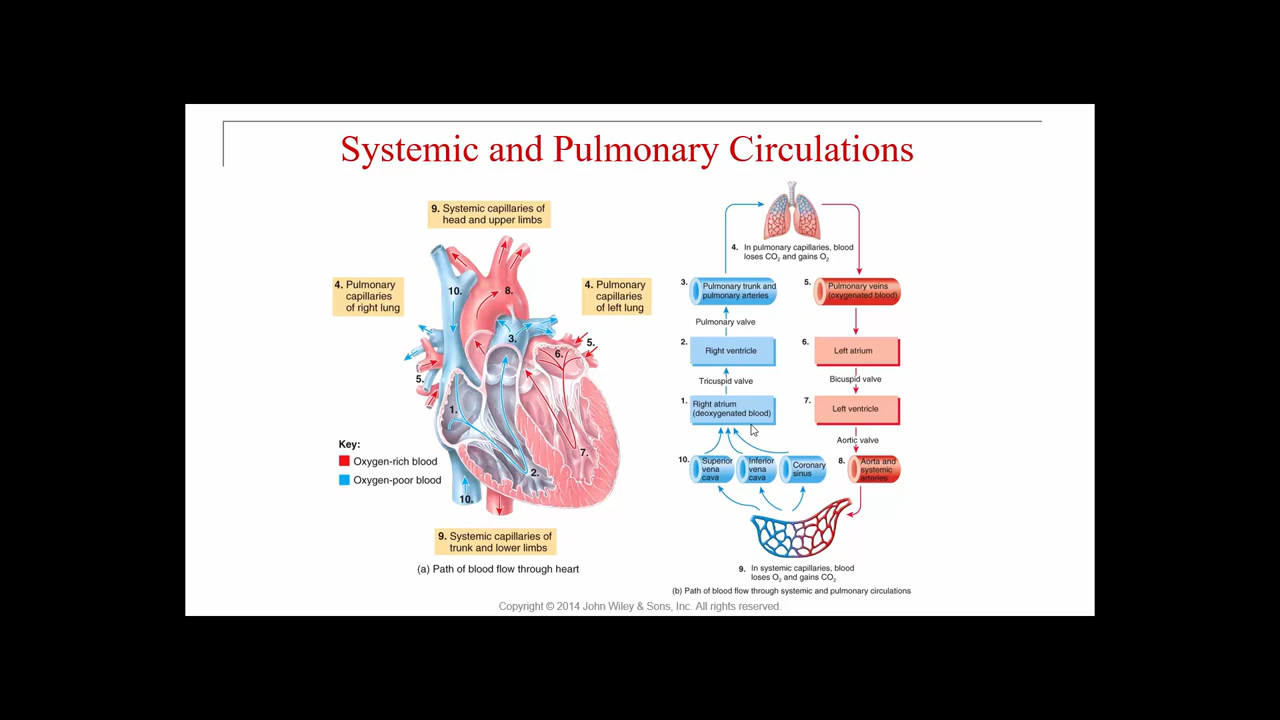 Systemic and Pulmonary Circulations
9. Systemic capillaries of
head and upper limbs
4. Pulmonary
capillaries
of right lung
4. Pulmonary
capillaries
of left lung
10.
8.
3.
5.
6.
5.
1.
7.
2.
10.
Key:
Oxygen-rich blood
Oxygen-poor blood
9. Systemic capillaries of
trunk and lower limbs
(a) Path of blood flow through heart
4. In pulmonary capillaries, blood
loses CO2 and gains O2
3. Pulmonary trunk and
pulmonary arteries
5. Pulmonary veins
(oxygenated blood)
Pulmonary valve
2. Right ventricle
6. Left atrium
Tricuspid valve
Bicuspid valve
1. Right atrium
(deoxygenated blood)
7. Left ventricle
Aortic valve
10. Superior
vena
cava
Inferior
vena
cava
Coronary
sinus
8. Aorta and
systemic
arteries
9. In systemic capillaries, blood
loses O2 and gains CO2
(b) Path of blood flow through systemic and pulmonary circulations
Copyright © 2014 John Wiley & Sons, Inc. All rights reserved.